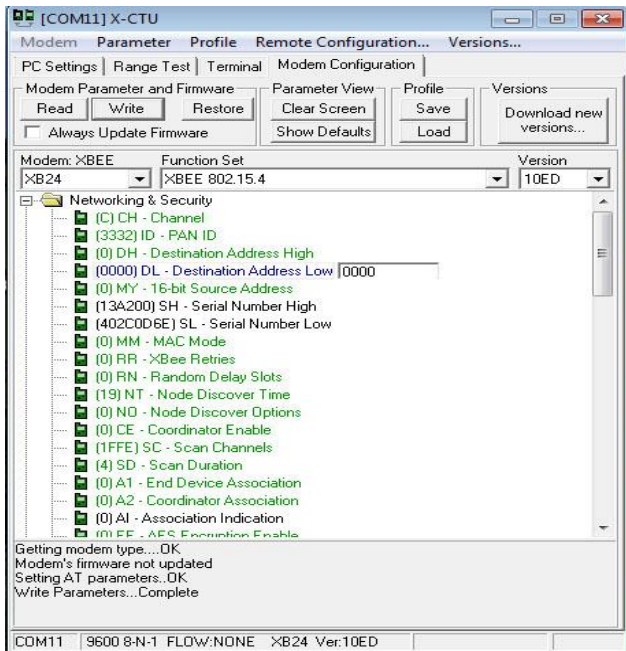 [COM11] X-CTU
Modem Parameter Profile Remote Configuration... Versions...
PC Settings Range Test Terminal Modem Configuration
Modem Parameter and Firmware Parameter View Profile Versions
Read Write Restore Clear Screen Save Download new versions...
Always Update Firmware Show Defaults Load
Modem: XBEE Function Set Version
XB24 XBEE 802.15.4 10ED
Networking & Security
(C) CH - Channel
(3332) ID - PAN ID
(0) DH - Destination Address High
(0000) DL - Destination Address Low 0000
(0) MY - 16-bit Source Address
(13A200) SH - Serial Number High
(402C0D6E) SL - Serial Number Low
(0) MM - MAC Mode
(0) RR - XBee Retries
(0) RN - Random Delay Slots
(19) NT - Node Discover Time
(0) NO - Node Discover Options
(0) CE - Coordinator Enable
(1FFE) SC - Scan Channels
(4) SD - Scan Duration
(0) A1 - End Device Association
(0) A2 - Coordinator Association
(0) AI - Association Indication
(0) EE - AES Encryption Enable
Getting modem type....OK
Modem's firmware not updated
Setting AT parameters..OK
Write Parameters...Complete
COM11 9600 8-N-1 FLOW:NONE XB24 Ver:10ED